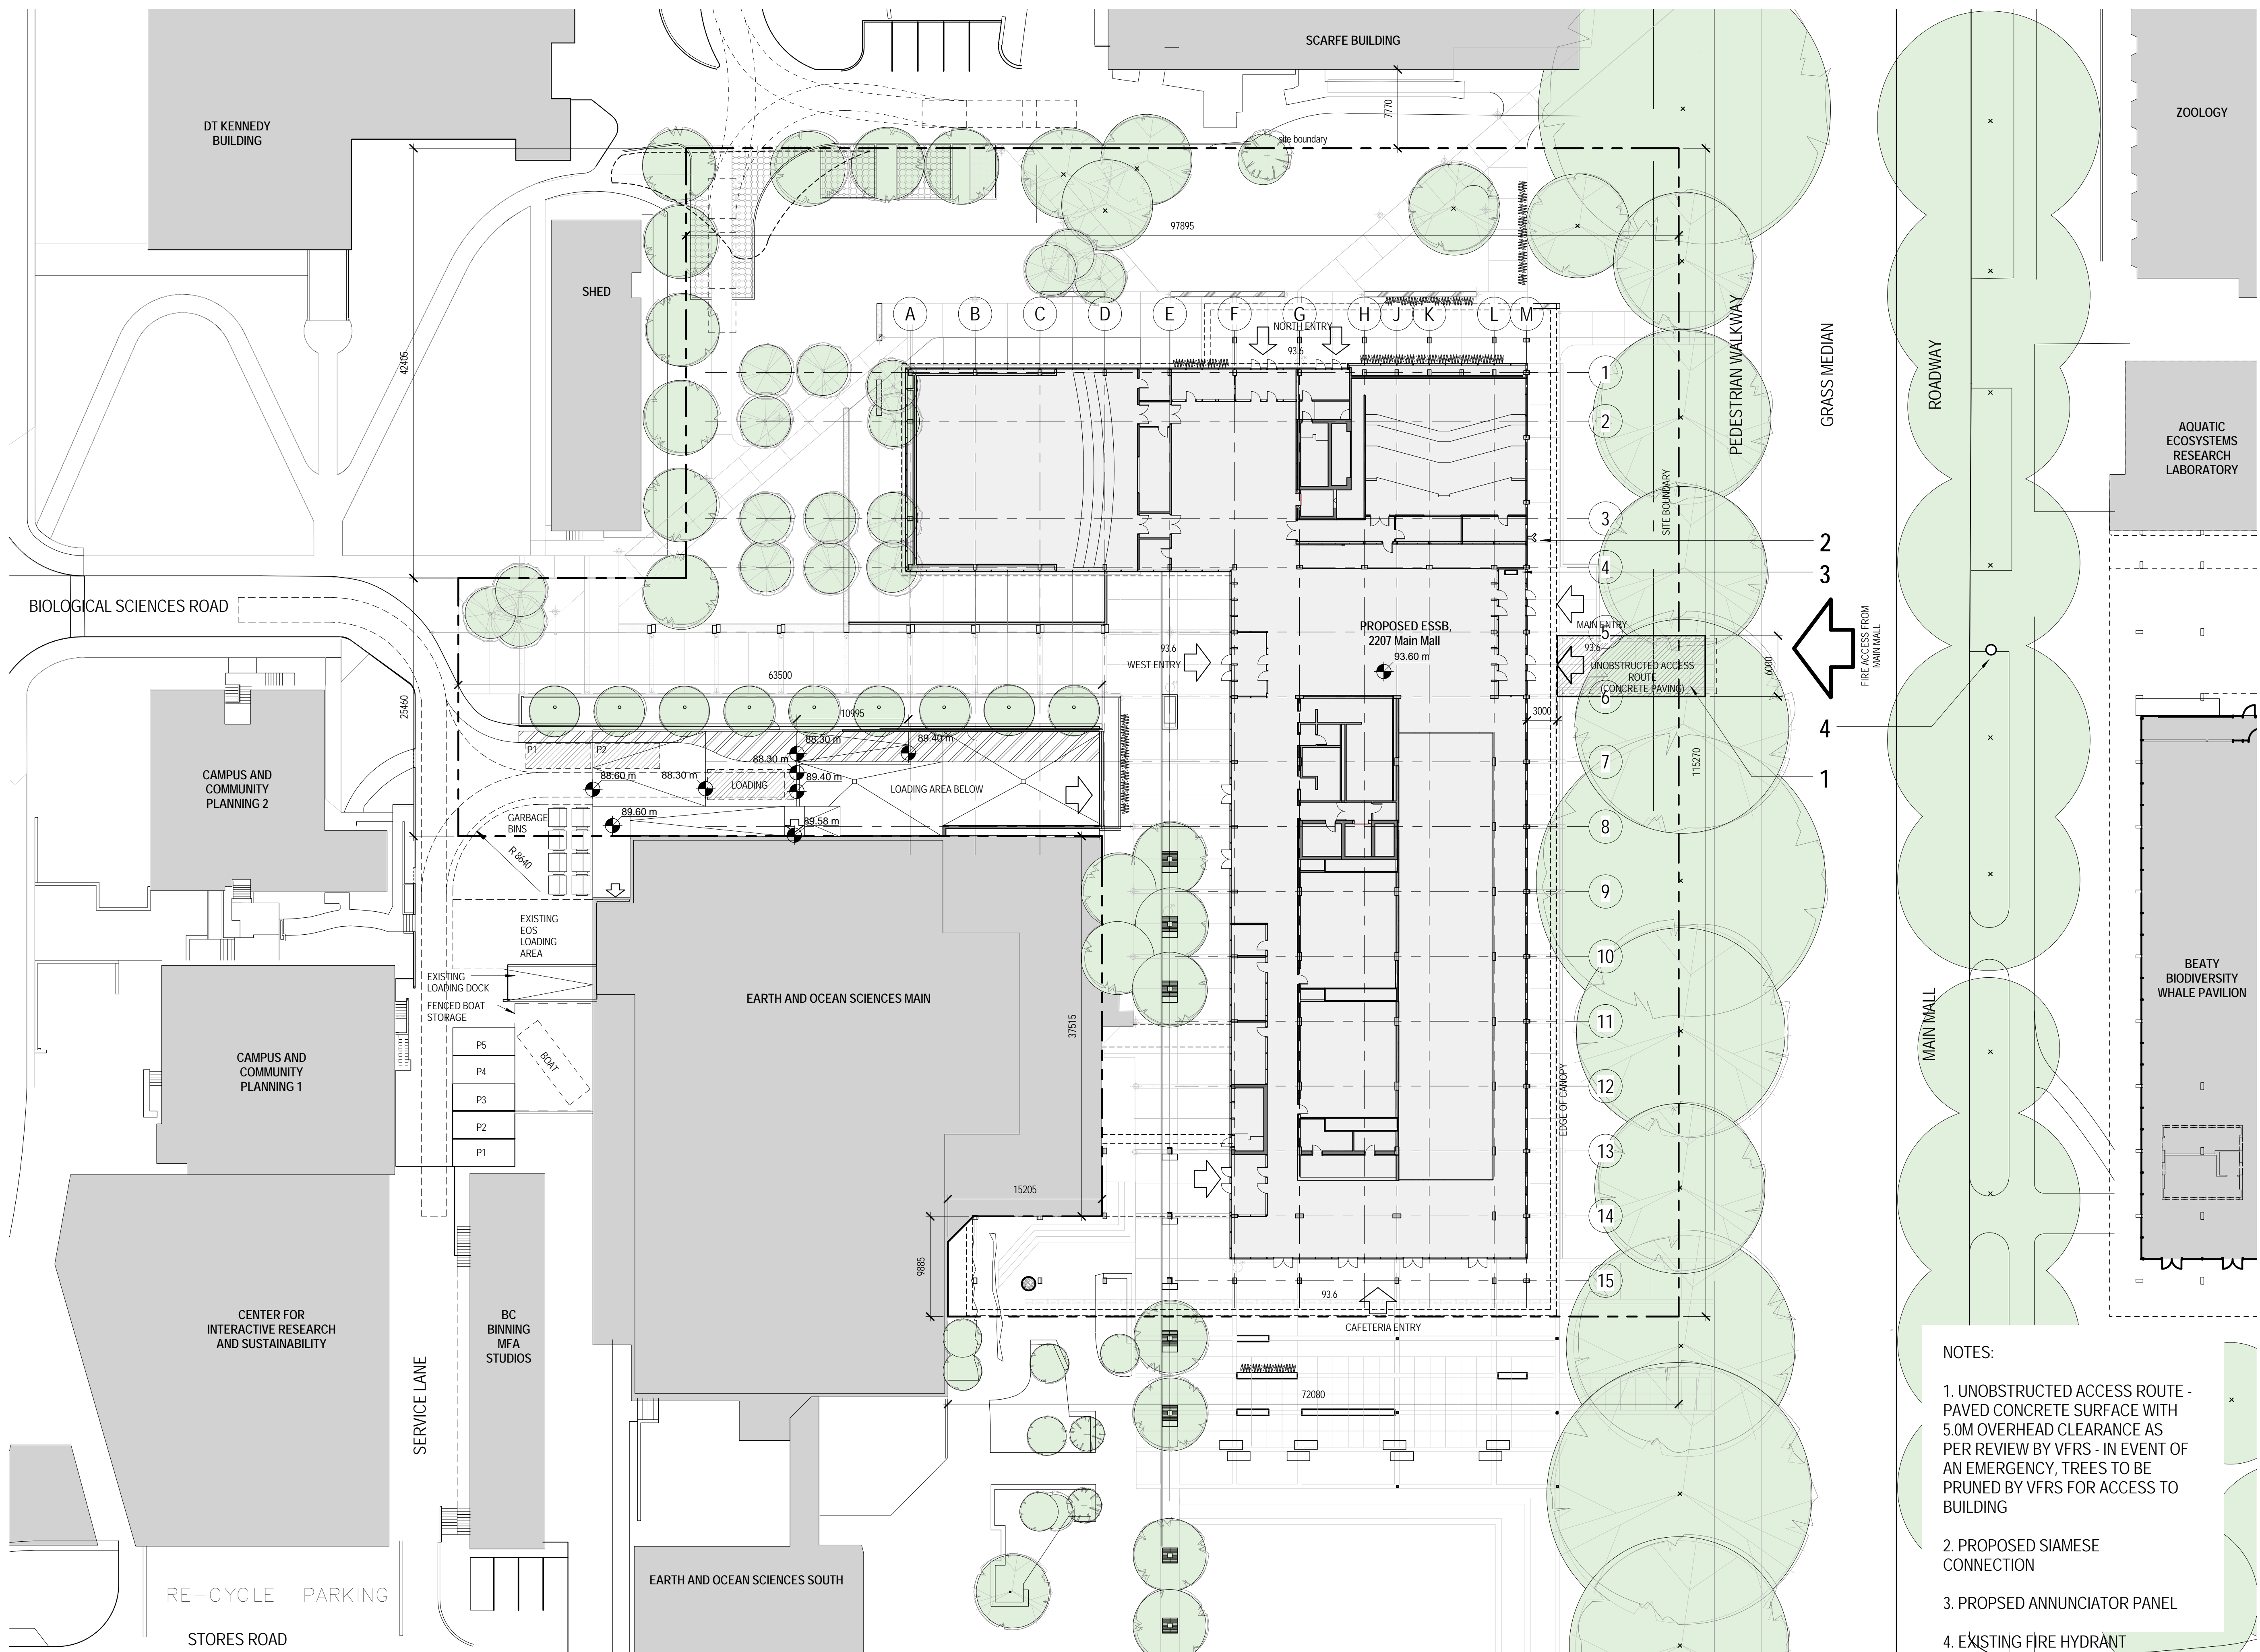 SCARFE BUILDING
DT KENNEDY
BUILDING
ZOOLOGY
7770
site boundary
97895
SHED
42405
PEDESTRIAN WALKWAY
GRASS MEDIAN
ROADWAY
A
B
C
D
E
F
G
H
J
K
L
M
NORTH ENTRY
93.6
1
2
3
4
5
6
7
8
9
10
11
12
13
14
15
AQUATIC
ECOSYSTEMS
RESEARCH
LABORATORY
SITE BOUNDARY
2
3
4
1
BIOLOGICAL SCIENCES ROAD
PROPOSED ESSB,
2207 Main Mall
93.60 m
MAIN ENTRY
93.6
UNOBSTRUCTED ACCESS
ROUTE
(CONCRETE PAVING)
6000
FIRE ACCESS FROM
MAIN MALL
93.6
WEST ENTRY
63500
25460
10995
3000
115270
P1
P2
88.30 m
89.40 m
88.30 m
88.60 m
88.30 m
89.40 m
LOADING
LOADING AREA BELOW
CAMPUS AND
COMMUNITY
PLANNING 2
GARBAGE
BINS
89.60 m
89.58 m
R 8640
EXISTING
EOS
LOADING
AREA
EXISTING
LOADING DOCK
FENCED BOAT
STORAGE
BOAT
P5
P4
P3
P2
P1
EARTH AND OCEAN SCIENCES MAIN
37515
BEATY
BIODIVERSITY
WHALE PAVILION
MAIN MALL
CAMPUS AND
COMMUNITY
PLANNING 1
EDGE OF CANOPY
15205
9885
93.6
CAFETERIA ENTRY
72080
CENTER FOR
INTERACTIVE RESEARCH
AND SUSTAINABILITY
BC
BINNING
MFA
STUDIOS
SERVICE LANE
EARTH AND OCEAN SCIENCES SOUTH
RE-CYCLE PARKING
STORES ROAD
NOTES:
1. UNOBSTRUCTED ACCESS ROUTE -
PAVED CONCRETE SURFACE WITH
5.0M OVERHEAD CLEARANCE AS
PER REVIEW BY VFRS - IN EVENT OF
AN EMERGENCY, TREES TO BE
PRUNED BY VFRS FOR ACCESS TO
BUILDING
2. PROPOSED SIAMESE
CONNECTION
3. PROPSED ANNUNCIATOR PANEL
4. EXISTING FIRE HYDRANT